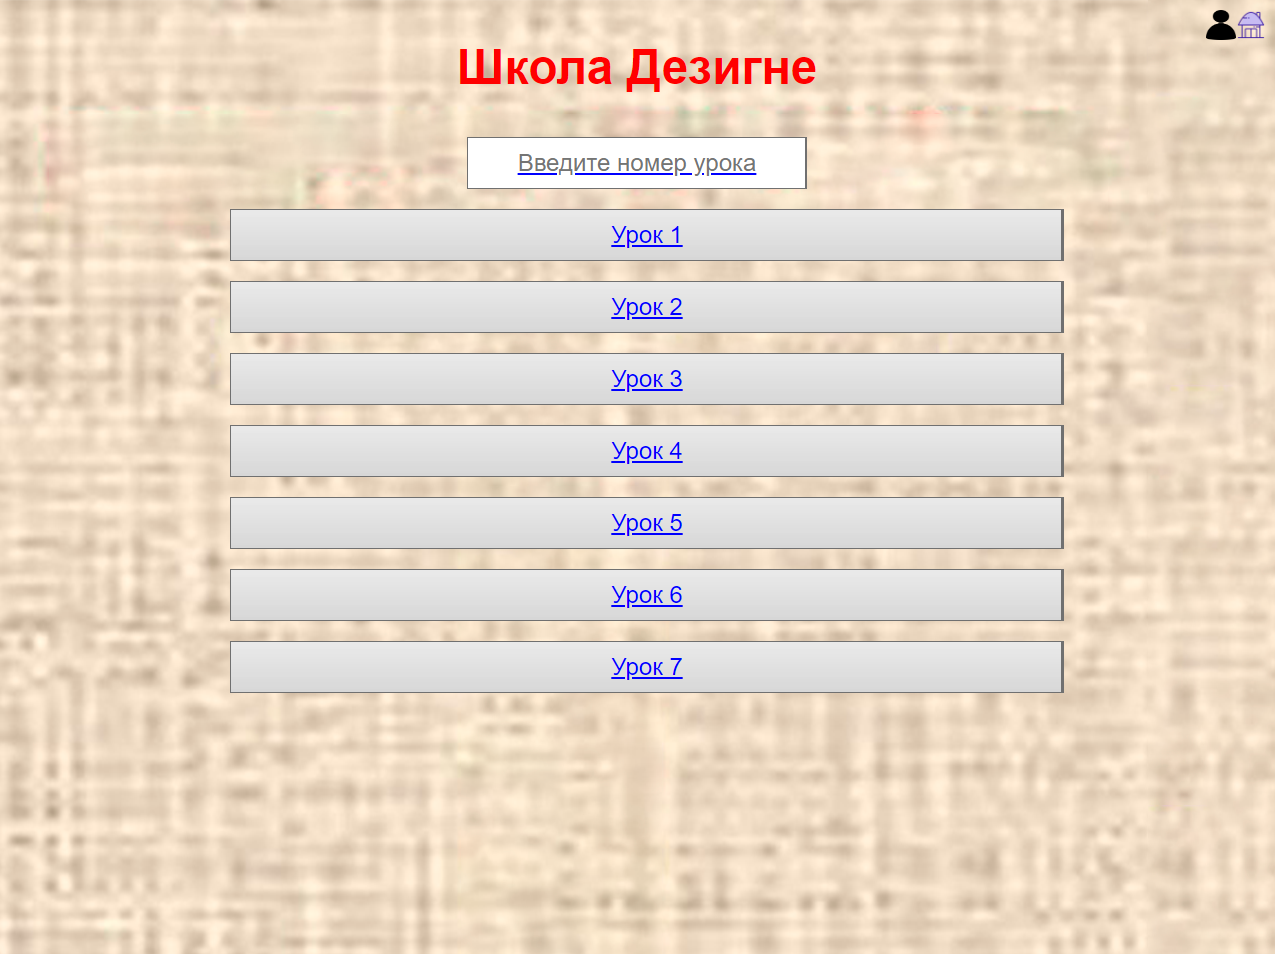 Школа Дезигне
Введите номер урока
Урок 1
Урок 2
Урок 3
Урок 4
Урок 5
Урок 6
Урок 7